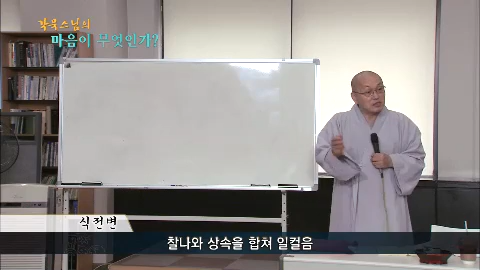 각묵스님의
마음이 무엇인가?
식전변
찰나와 상속을 합쳐 일컬음